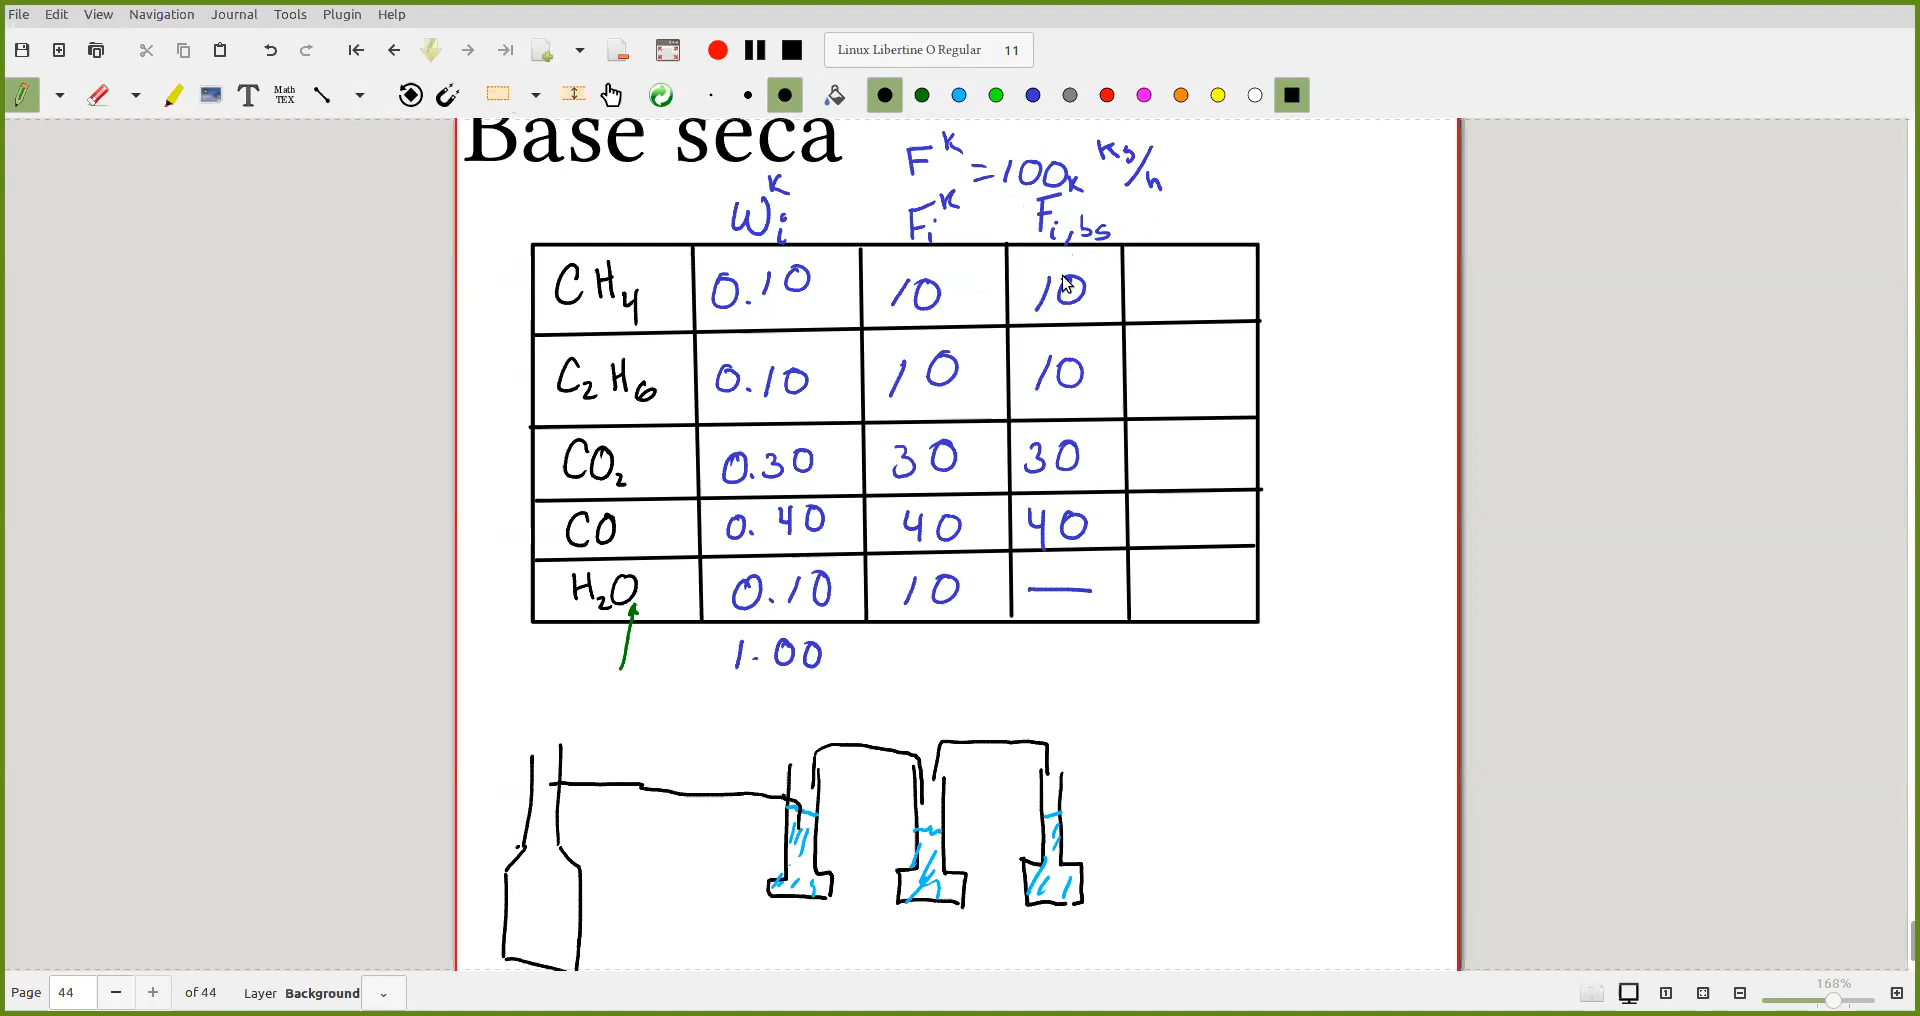 File Edit View Navigation Journal Tools Plugin Help
Linux Libertine O Regular 11
T Math TEX
Base seca
F^K = 100 kg/h
W_i^K F_i^K F_i,bs^K
CH4 0.10 10 10
C2H6 0.10 10 10
CO2 0.30 30 30
CO 0.40 40 40
H2O 0.10 10 —
1.00
Page 44 of 44 Layer Background 168%